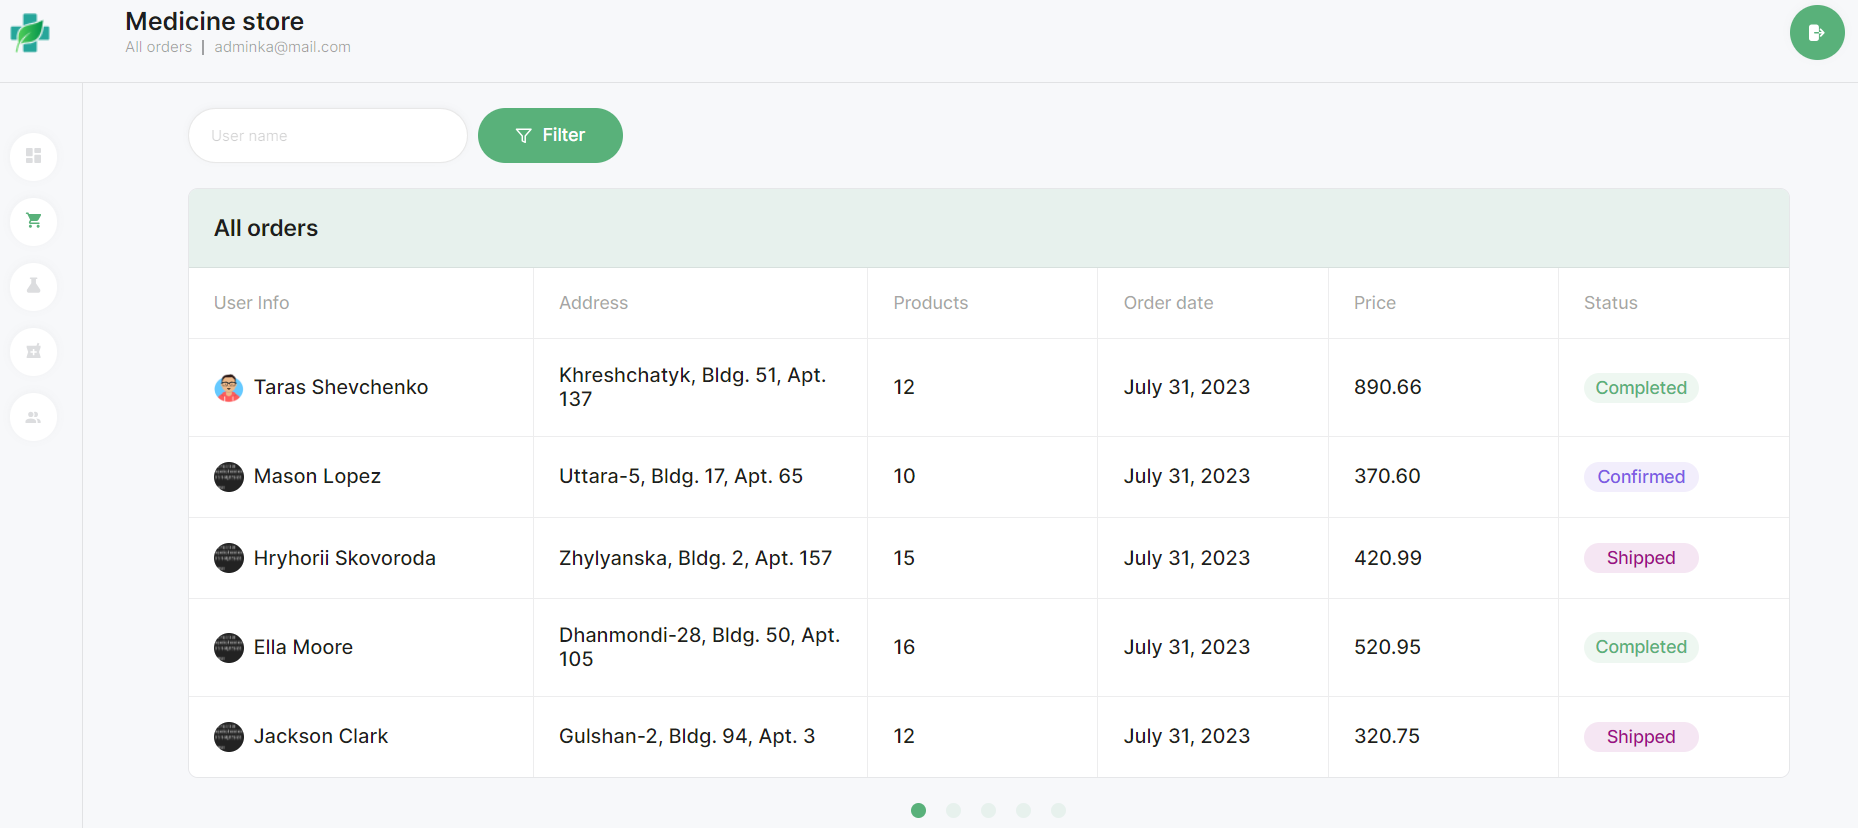 Medicine store
All orders | adminka@mail.com
User name
Filter
All orders
User Info Address Products Order date Price Status
Taras Shevchenko Khreshchatyk, Bldg. 51, Apt. 137 12 July 31, 2023 890.66 Completed
Mason Lopez Uttara-5, Bldg. 17, Apt. 65 10 July 31, 2023 370.60 Confirmed
Hryhorii Skovoroda Zhylyanska, Bldg. 2, Apt. 157 15 July 31, 2023 420.99 Shipped
Ella Moore Dhanmondi-28, Bldg. 50, Apt. 105 16 July 31, 2023 520.95 Completed
Jackson Clark Gulshan-2, Bldg. 94, Apt. 3 12 July 31, 2023 320.75 Shipped